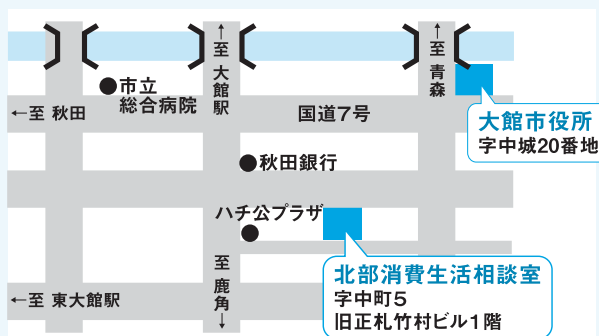 ↑
至
大館駅
↑
至
青森
●市立
総合病院
←至 秋田
国道7号
大館市役所
字中城20番地
●秋田銀行
ハチ公プラザ
●
至
鹿角
↓
北部消費生活相談室
字中町5
旧正札竹村ビル1階
←至 東大館駅